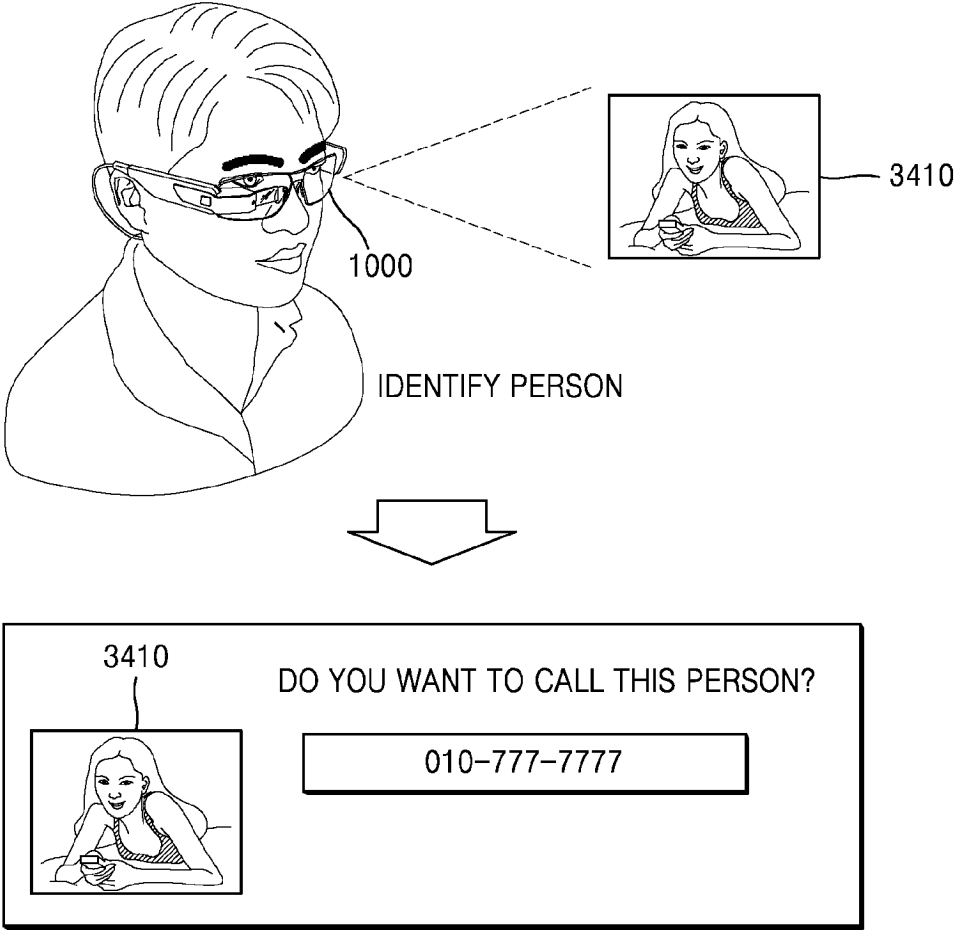 3410
1000
IDENTIFY PERSON
3410
DO YOU WANT TO CALL THIS PERSON?
010-777-7777